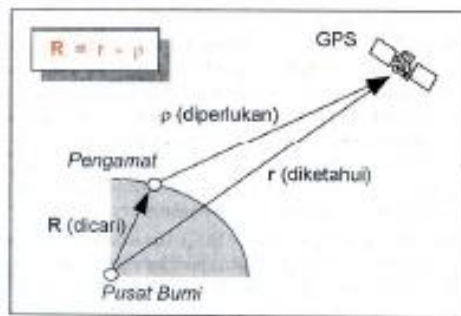 R = r - ρ
GPS
ρ (diperlukan)
Pengamat
r (diketahui)
R (dicari)
Pusat Bumi